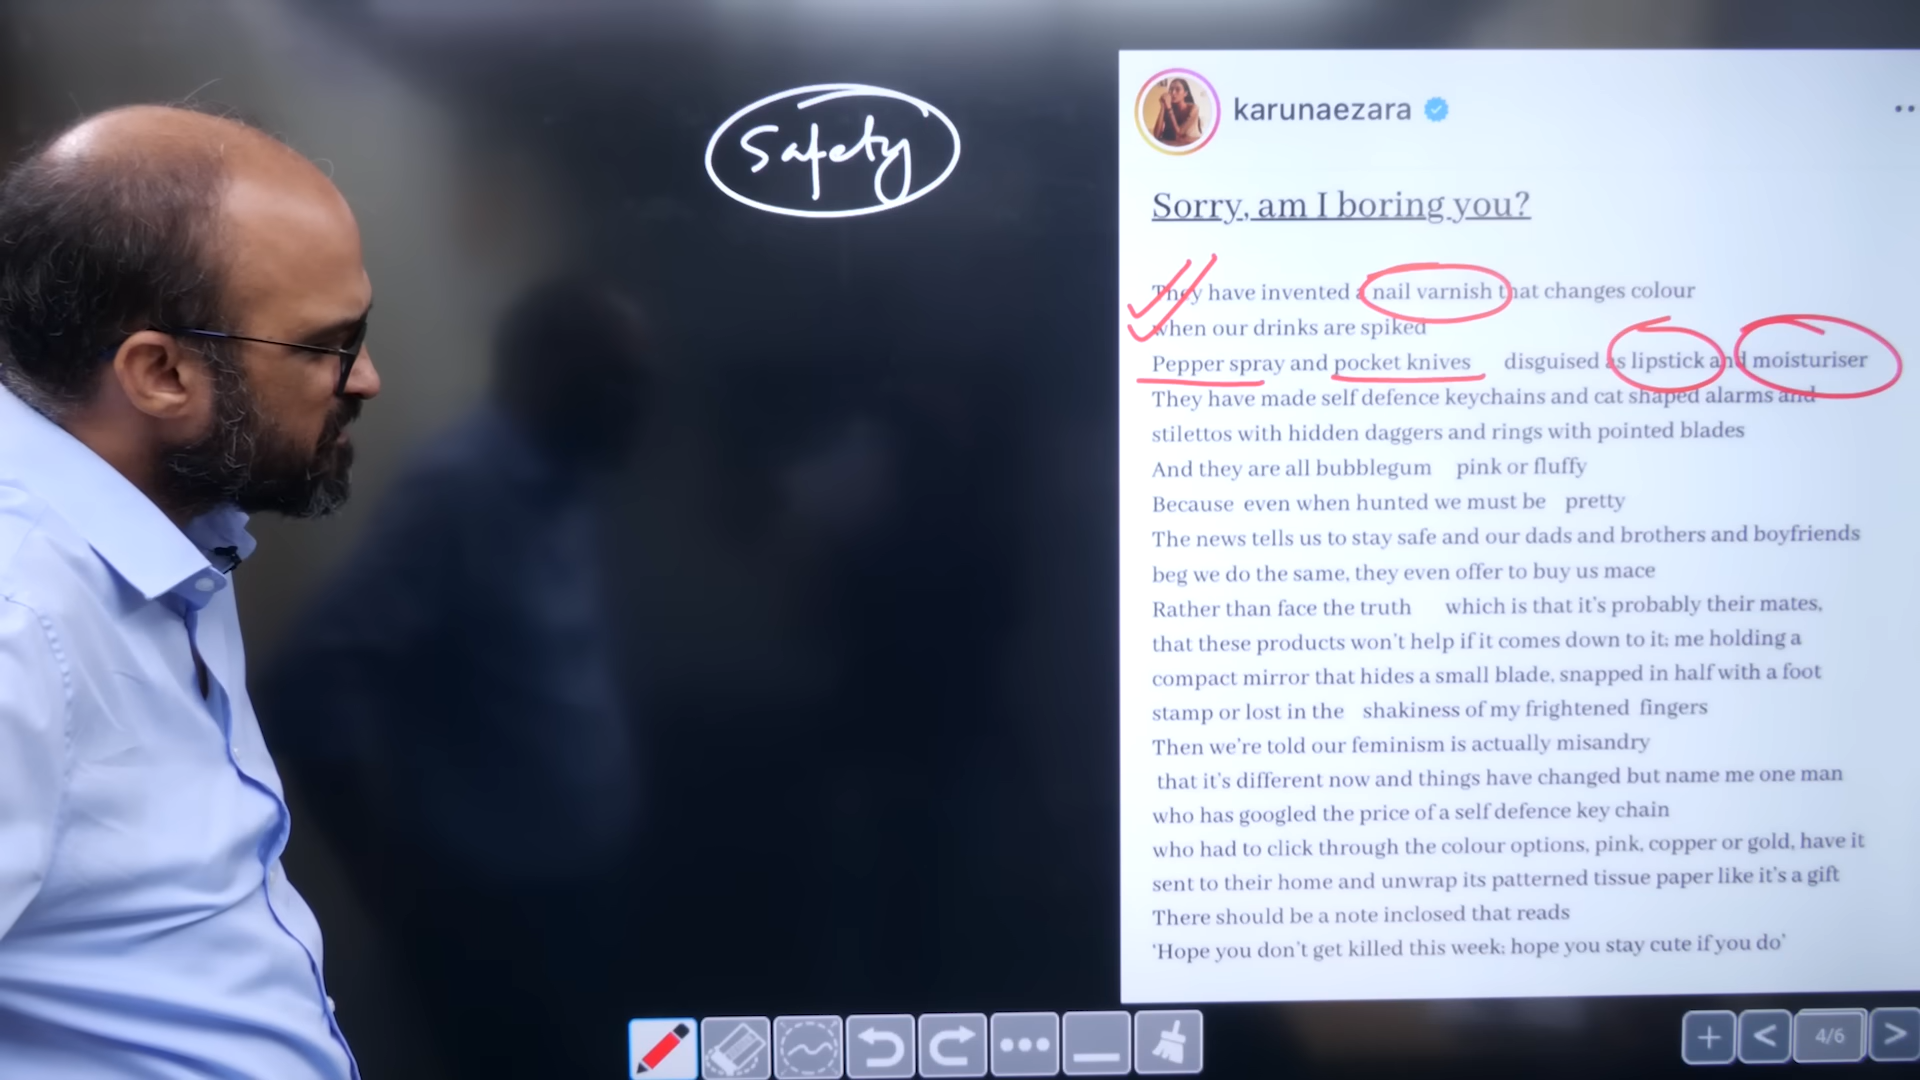 Safety
karunaezara
Sorry, am I boring you?
They have invented a nail varnish that changes colour
when our drinks are spiked
Pepper spray and pocket knives disguised as lipstick and moisturiser
They have made self defence keychains and cat shaped alarms and
stilettos with hidden daggers and rings with pointed blades
And they are all bubblegum pink or fluffy
Because even when hunted we must be pretty
The news tells us to stay safe and our dads and brothers and boyfriends
beg we do the same, they even offer to buy us mace
Rather than face the truth which is that it's probably their mates,
that these products won't help if it comes down to it; me holding a
compact mirror that hides a small blade, snapped in half with a foot
stamp or lost in the shakiness of my frightened fingers
Then we're told our feminism is actually misandry
that it's different now and things have changed but name me one man
who has googled the price of a self defence key chain
who had to click through the colour options, pink, copper or gold, have it
sent to their home and unwrap its patterned tissue paper like it's a gift
There should be a note inclosed that reads
'Hope you don't get killed this week; hope you stay cute if you do'
4/6